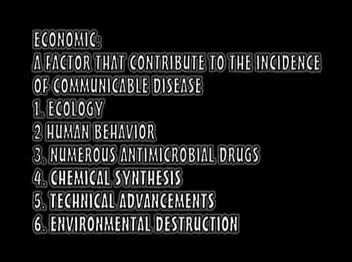 ECONOMIC:
A FACTOR THAT CONTRIBUTE TO THE INCIDENCE
OF COMMUNICABLE DISEASE
1. ECOLOGY
2 HUMAN BEHAVIOR
3. NUMEROUS ANTIMICROBIAL DRUGS
4. CHEMICAL SYNTHESIS
5. TECHNICAL ADVANCEMENTS
6. ENVIRONMENTAL DESTRUCTION